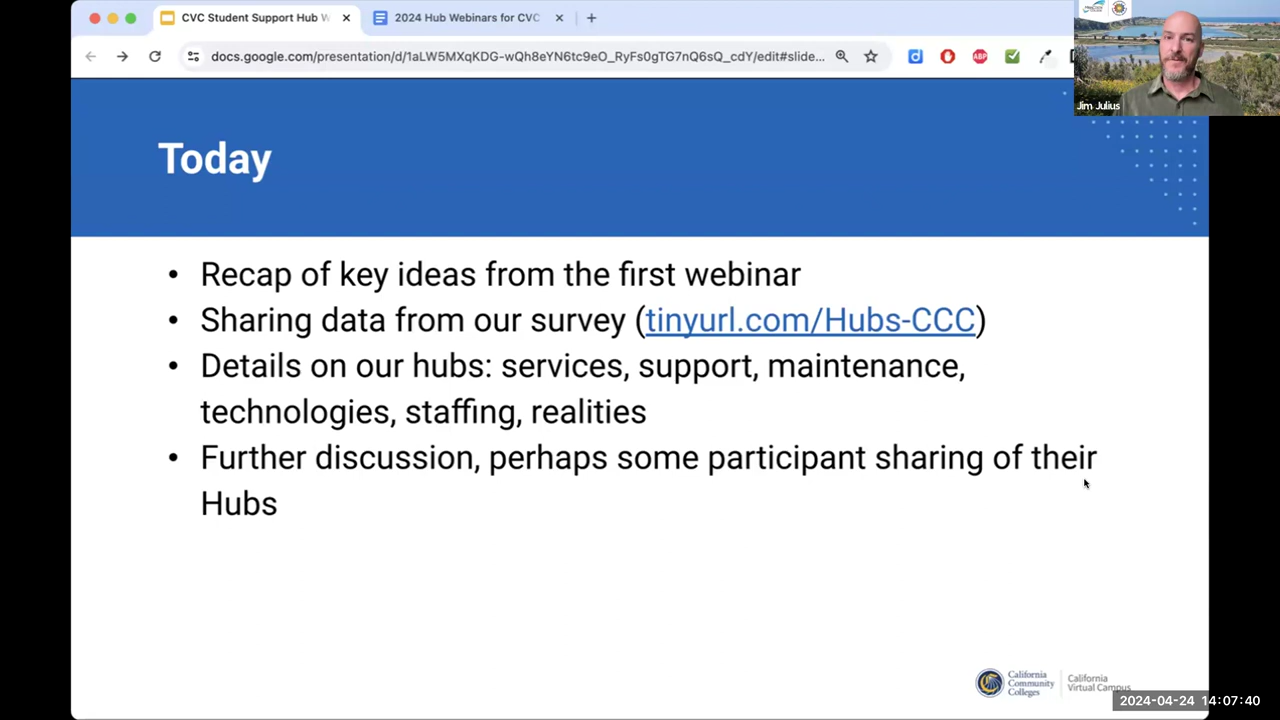 CVC Student Support Hub W
2024 Hub Webinars for CVC
docs.google.com/presentation/d/1aLW5MXqKDG-wQh8eYN6tc9eO_RyFs0gTG7nQ6sQ_cdY/edit#slide...
ABP
Jim Julius
Today
• Recap of key ideas from the first webinar
• Sharing data from our survey (tinyurl.com/Hubs-CCC)
• Details on our hubs: services, support, maintenance,
technologies, staffing, realities
• Further discussion, perhaps some participant sharing of their
Hubs
California
Community
Colleges
California
Virtual Campus
2024-04-24 14:07:40